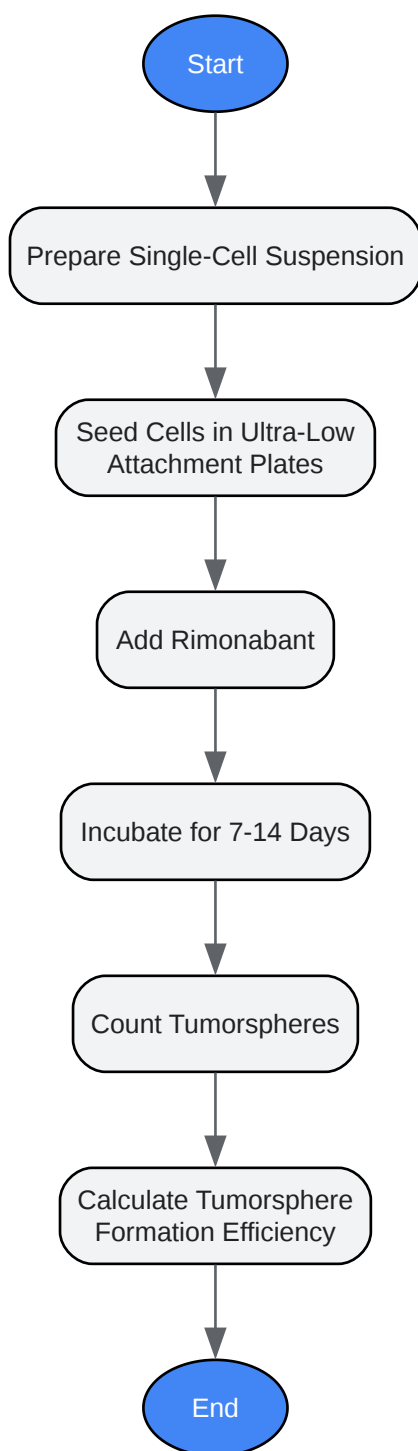 Start
Prepare Single-Cell Suspension
Seed Cells in Ultra-Low
Attachment Plates
Add Rimonabant
Incubate for 7-14 Days
Count Tumorspheres
Calculate Tumorsphere
Formation Efficiency
End